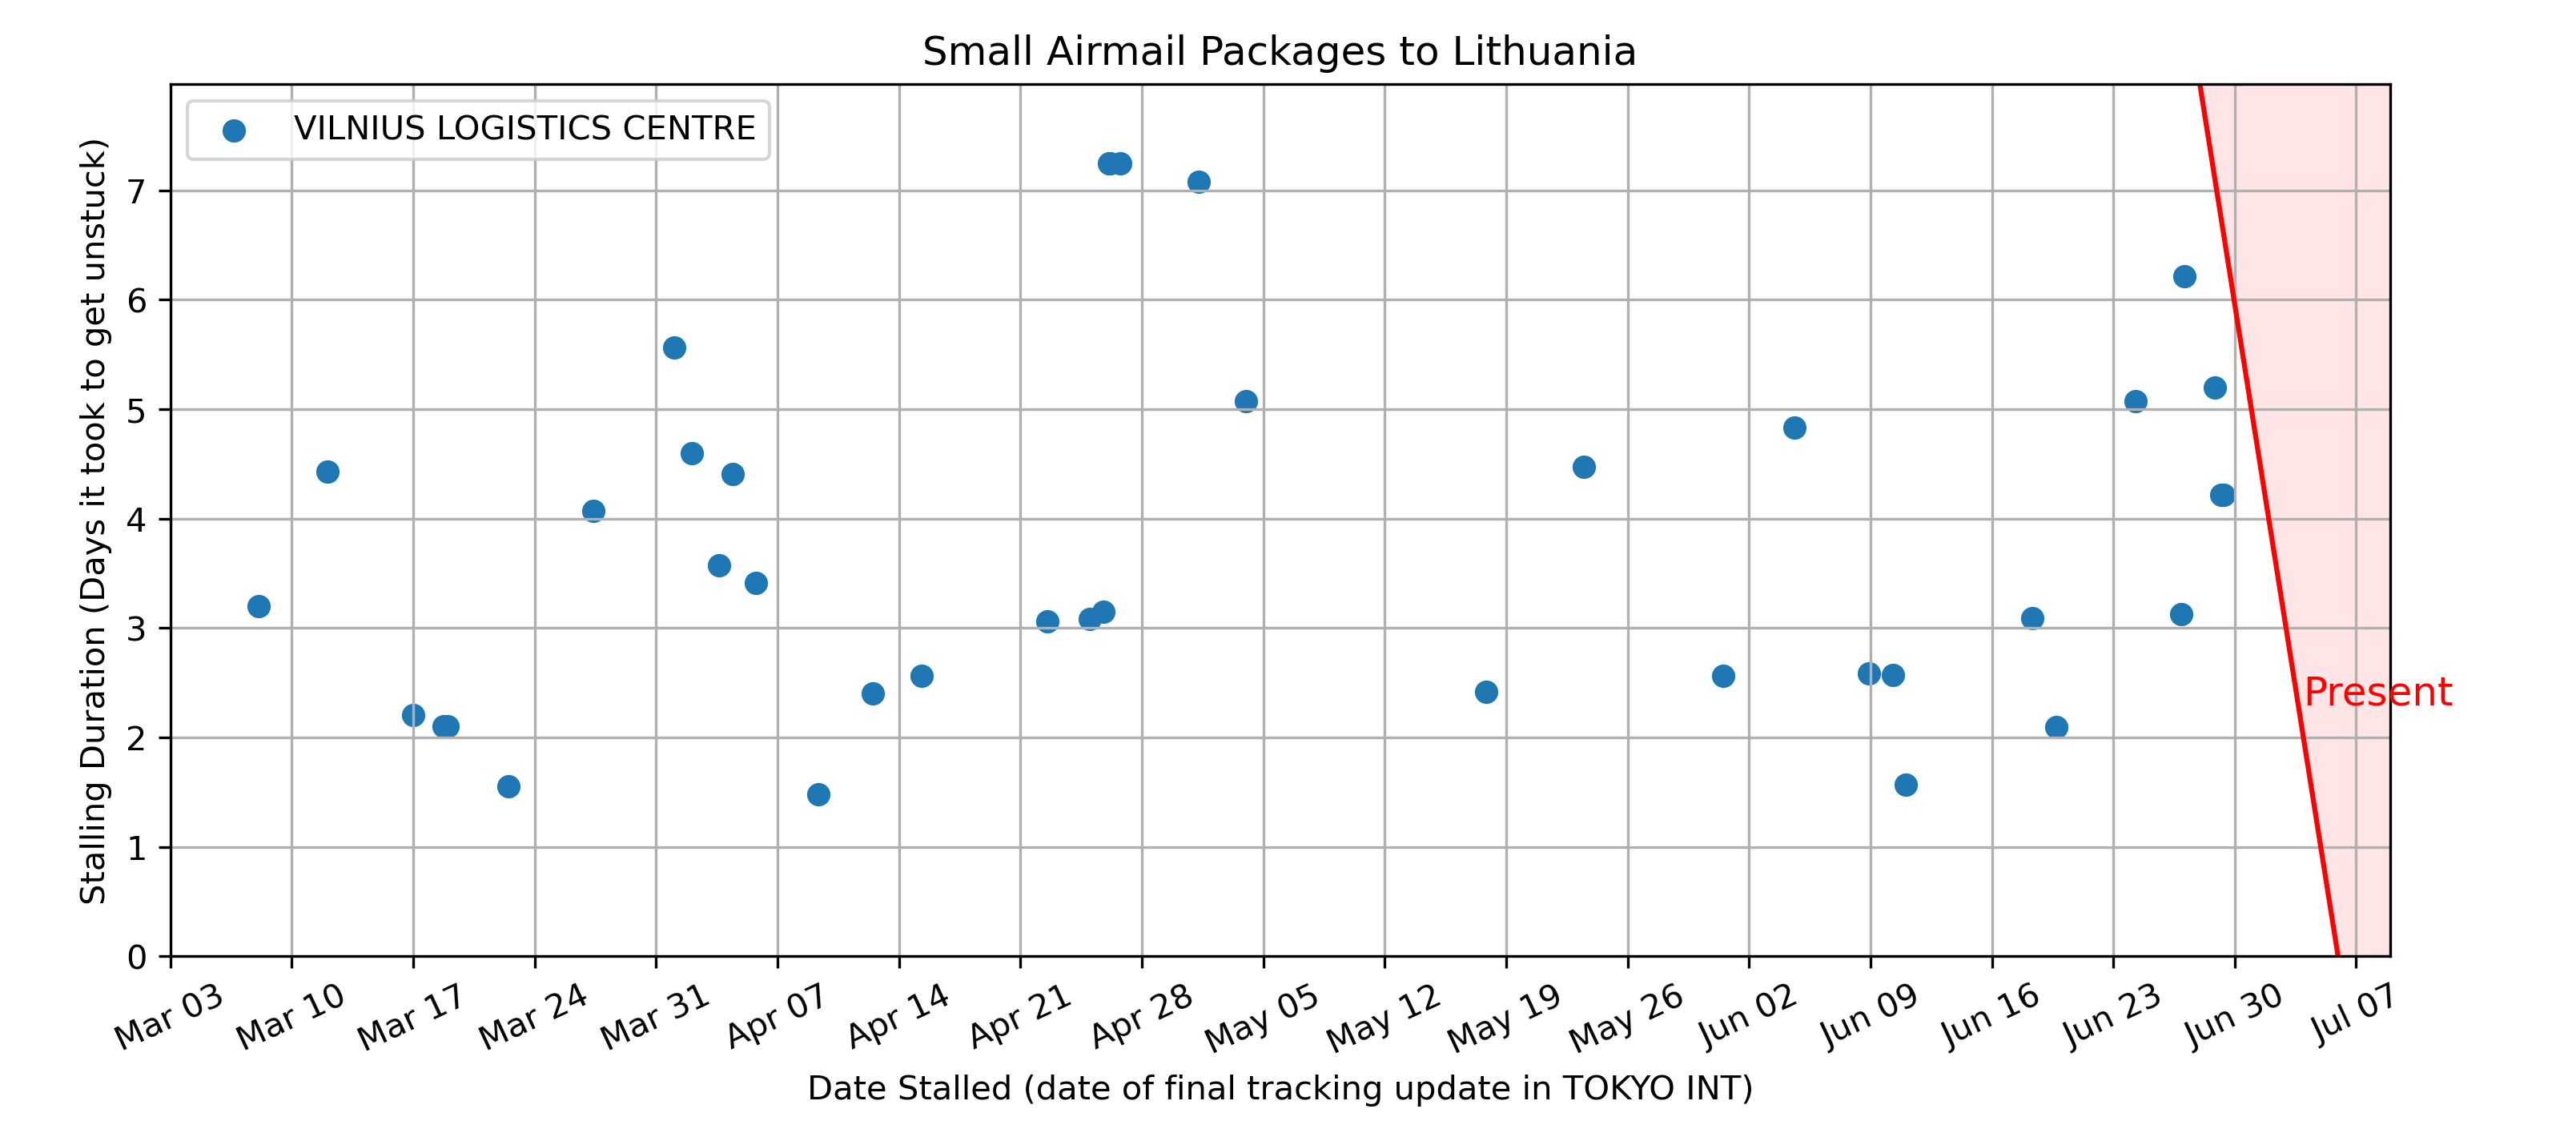 Small Airmail Packages to Lithuania
VILNIUS LOGISTICS CENTRE
Stalling Duration (Days it took to get unstuck)
7
6
5
4
3
2
1
0
Present
Mar 03
Mar 10
Mar 17
Mar 24
Mar 31
Apr 07
Apr 14
Apr 21
Apr 28
May 05
May 12
May 19
May 26
Jun 02
Jun 09
Jun 16
Jun 23
Jun 30
Jul 07
Date Stalled (date of final tracking update in TOKYO INT)